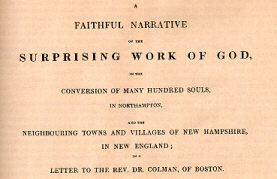 A
FAITHFUL NARRATIVE
OF THE
SURPRISING WORK OF GOD,
IN THE
CONVERSION OF MANY HUNDRED SOULS,
IN NORTHAMPTON,
AND THE
NEIGHBOURING TOWNS AND VILLAGES OF NEW HAMPSHIRE,
IN NEW ENGLAND;
IN A
LETTER TO THE REV. DR. COLMAN, OF BOSTON.